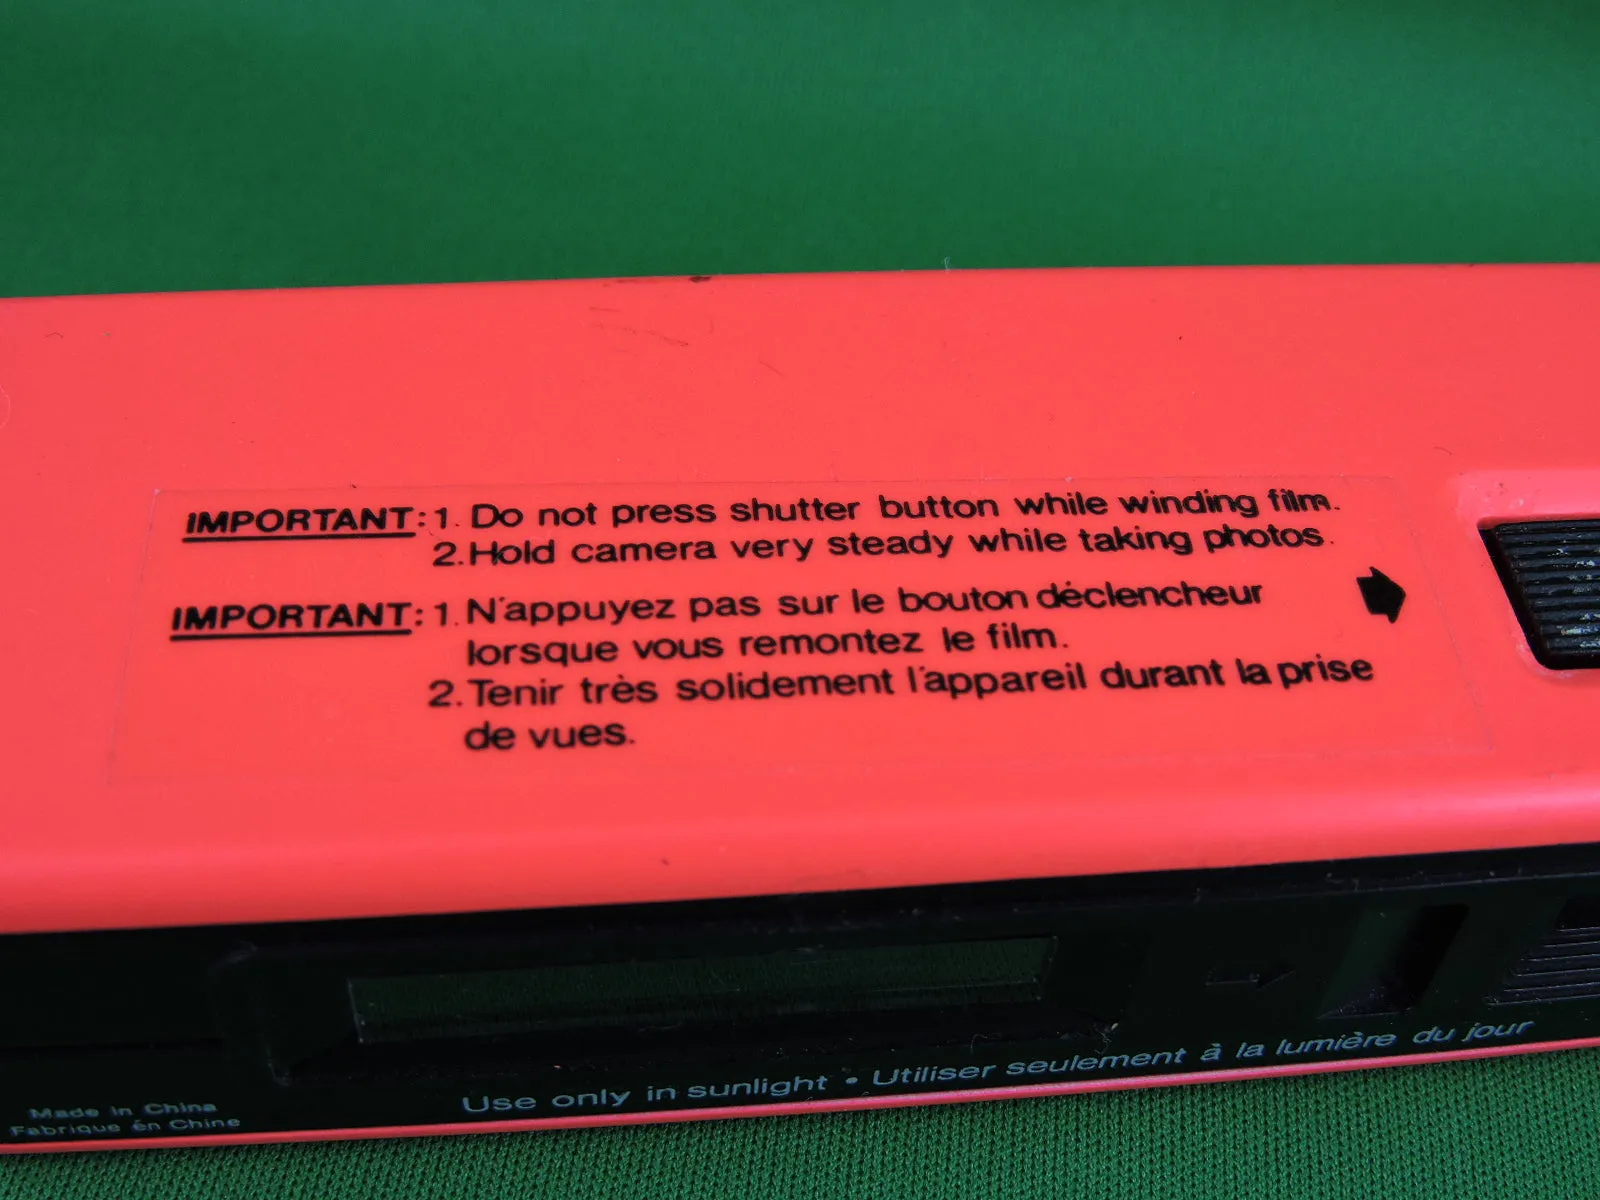 IMPORTANT: 1. Do not press shutter button while winding film.
2. Hold camera very steady while taking photos.
IMPORTANT: 1. N'appuyez pas sur le bouton déclencheur
lorsque vous remontez le film.
2. Tenir très solidement l'appareil durant la prise
de vues.
Use only in sunlight • Utiliser seulement à la lumière du jour
Made in China
Fabrique én Chine